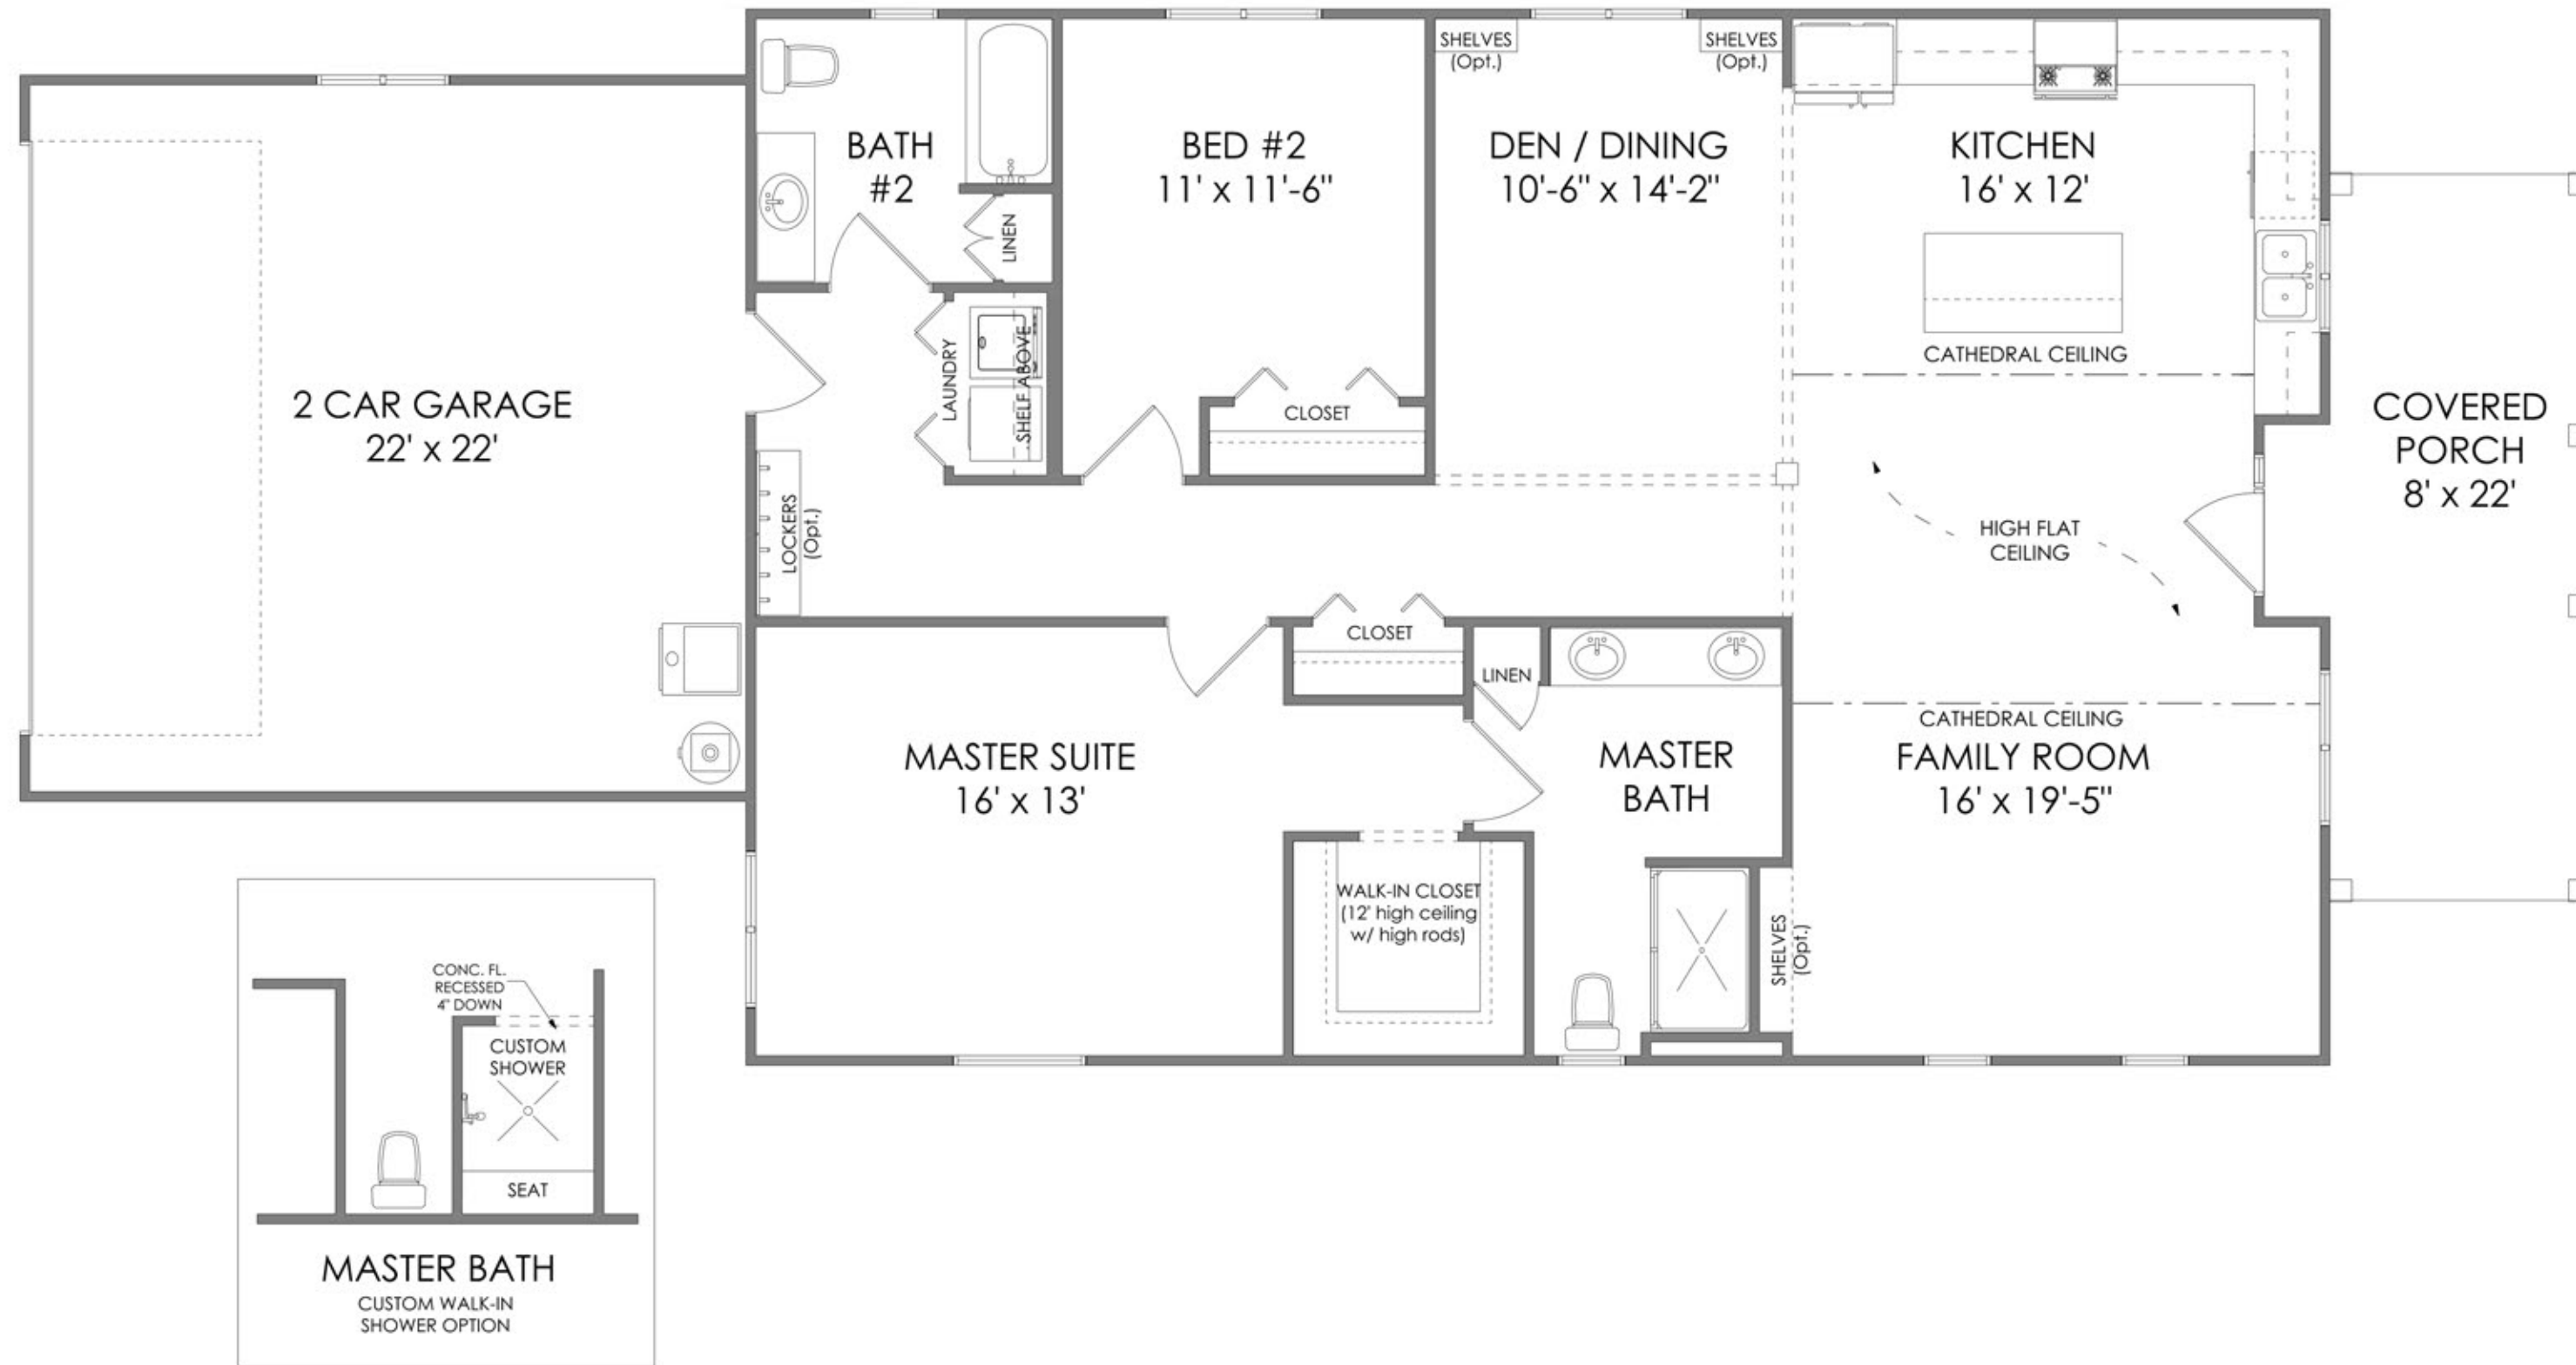 SHELVES
(Opt.)
SHELVES
(Opt.)
BATH
#2
BED #2
11' x 11'-6"
DEN / DINING
10'-6" x 14'-2"
KITCHEN
16' x 12'
LINEN
LAUNDRY
SHELF ABOVE
CATHEDRAL CEILING
2 CAR GARAGE
22' x 22'
CLOSET
COVERED
PORCH
8' x 22'
LOCKERS
(Opt.)
HIGH FLAT
CEILING
CLOSET
LINEN
CATHEDRAL CEILING
MASTER SUITE
16' x 13'
MASTER
BATH
FAMILY ROOM
16' x 19'-5"
WALK-IN CLOSET
(12' high ceiling
w/ high rods)
SHELVES
(Opt.)
CONC. FL.
RECESSED
4" DOWN
CUSTOM
SHOWER
SEAT
MASTER BATH
CUSTOM WALK-IN
SHOWER OPTION